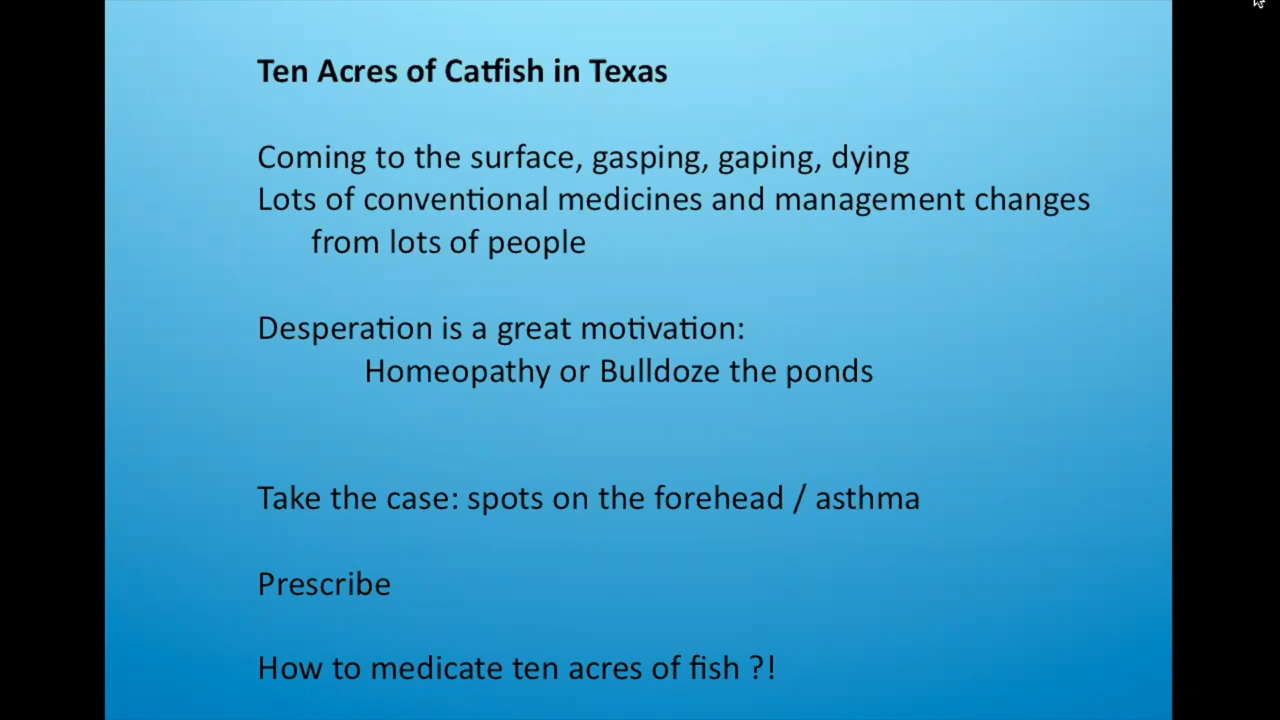 Ten Acres of Catfish in Texas
Coming to the surface, gasping, gaping, dying
Lots of conventional medicines and management changes
from lots of people
Desperation is a great motivation:
Homeopathy or Bulldoze the ponds
Take the case: spots on the forehead / asthma
Prescribe
How to medicate ten acres of fish ?!